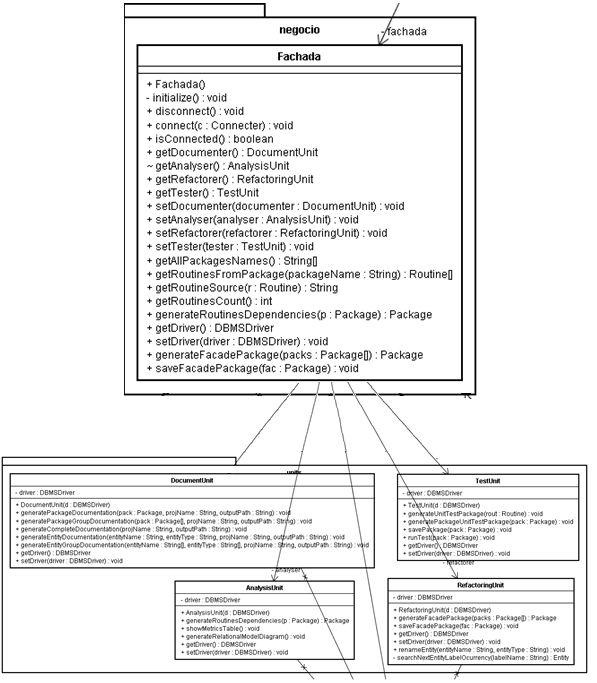 negocio
- fachada
Fachada
+ Fachada()
- initialize() : void
+ disconnect() : void
+ connect(c : Connecter) : void
+ isConnected() : boolean
+ getDocumenter() : DocumentUnit
~ getAnalyser() : AnalysisUnit
+ getRefactorer() : RefactoringUnit
+ getTester() : TestUnit
+ setDocumenter(documenter : DocumentUnit) : void
+ setAnalyser(analyser : AnalysisUnit) : void
+ setRefactorer(refactorer : RefactoringUnit) : void
+ setTester(tester : TestUnit) : void
+ getAllPackagesNames() : String[]
+ getRoutinesFromPackage(packageName : String) : Routine[]
+ getRoutineSource(r : Routine) : String
+ getRoutinesCount() : int
+ generateRoutinesDependencies(p : Package) : Package
+ getDriver() : DBMSDriver
+ setDriver(driver : DBMSDriver) : void
+ generateFacadePackage(packs : Package[]) : Package
+ saveFacadePackage(fac : Package) : void
units
DocumentUnit
- driver : DBMSDriver
+ DocumentUnit(d : DBMSDriver)
+ generatePackageDocumentation(pack : Package, projName : String, outputPath : String) : void
+ generatePackageGroupDocumentation(pack : Package[], projName : String, outputPath : String) : void
+ generateCompleteDocumentation(projName : String, outputPath : String) : void
+ generateEntityDocumentation(entityName : String, entityType : String, projName : String, outputPath : String) : void
+ generateEntityGroupDocumentation(entityName : String[], entityType : String[], projName : String, outputPath : String) : void
+ getDriver() : DBMSDriver
+ setDriver(driver : DBMSDriver) : void
TestUnit
- driver : DBMSDriver
+ TestUnit(d : DBMSDriver)
+ generateUnitTestPackage(rout : Routine) : void
+ generatePackageUnitTestPackage(pack : Package) : void
+ savePackage(pack : Package) : void
+ runTest(pack : Package) : void
+ getDriver() : DBMSDriver
+ setDriver(driver : DBMSDriver) : void
- analyser
- refactorer
AnalysisUnit
- driver : DBMSDriver
+ AnalysisUnit(d : DBMSDriver)
+ generateRoutinesDependencies(p : Package) : Package
+ showMetricsTable() : void
+ generateRelationalModelDiagram() : void
+ getDriver() : DBMSDriver
+ setDriver(driver : DBMSDriver) : void
RefactoringUnit
- driver : DBMSDriver
+ RefactoringUnit(d : DBMSDriver)
+ generateFacadePackage(packs : Package[]) : Package
+ saveFacadePackage(fac : Package) : void
+ getDriver() : DBMSDriver
+ setDriver(driver : DBMSDriver) : void
+ renameEntity(entityName : String, entityType : String) : void
- searchNextEntityLabelOcurrency(labelName : String) : Entity